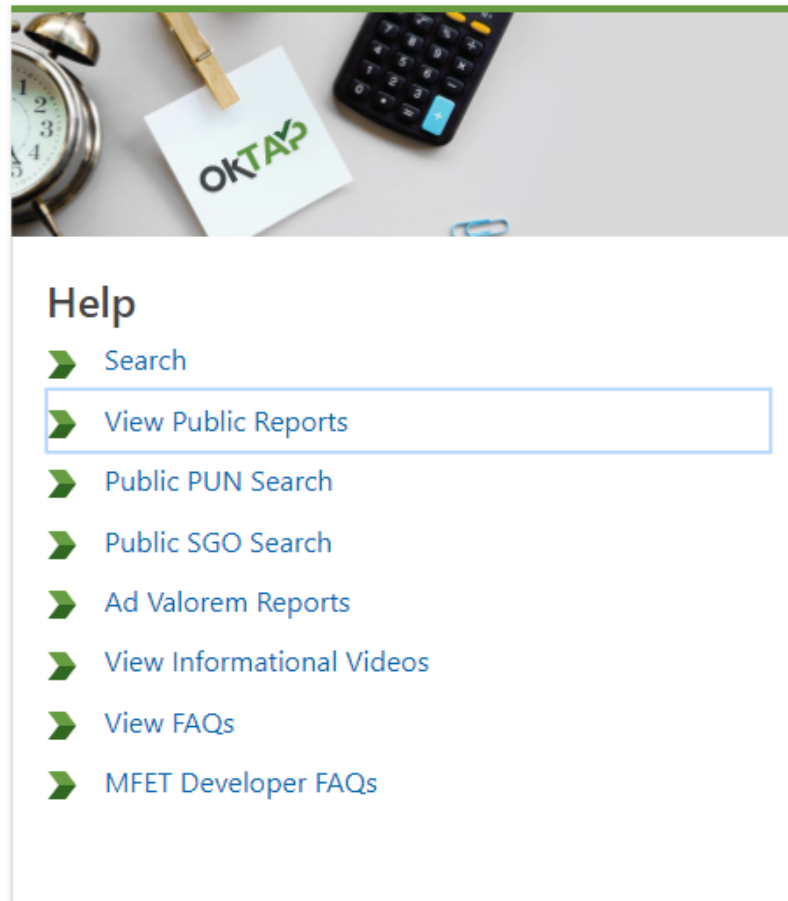 OKTAP
Help
Search
View Public Reports
Public PUN Search
Public SGO Search
Ad Valorem Reports
View Informational Videos
View FAQs
MFET Developer FAQs